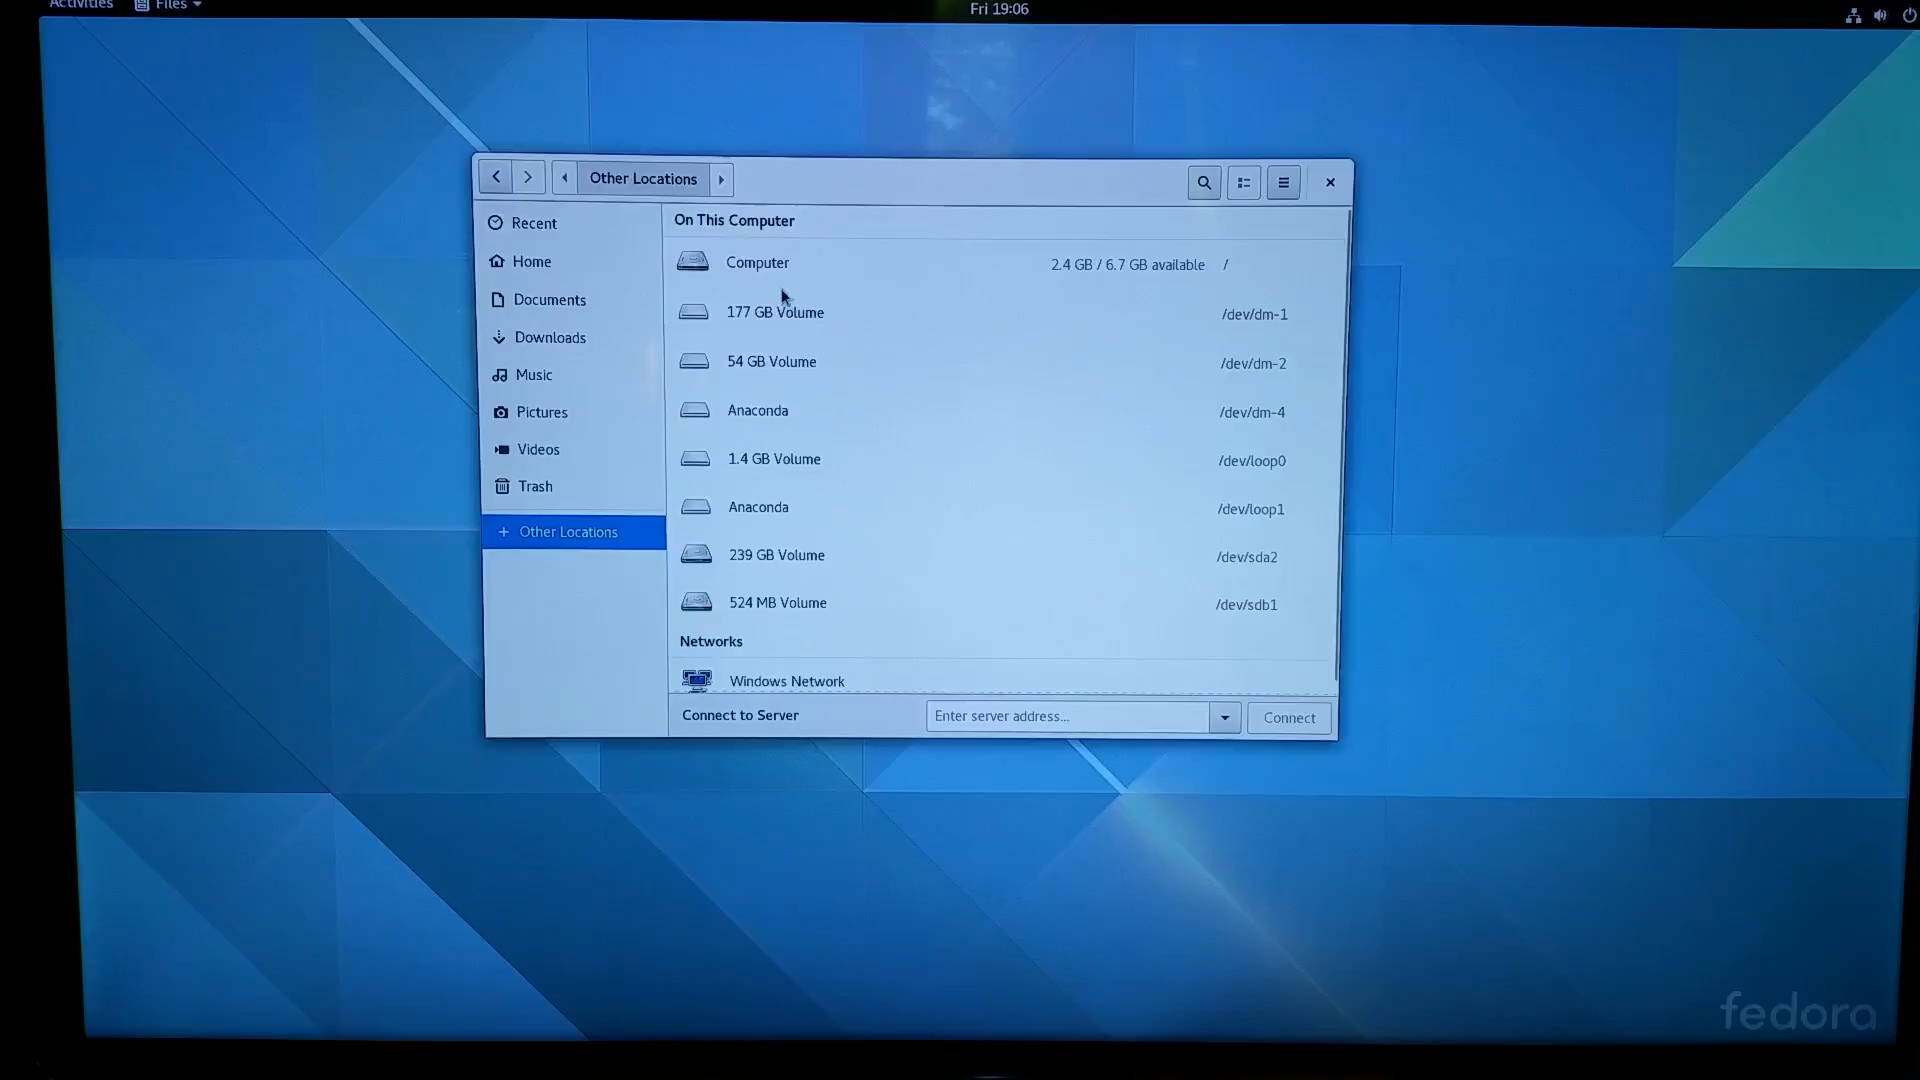 Activities Files Fri 19:06
Other Locations
Recent
Home
Documents
Downloads
Music
Pictures
Videos
Trash
+ Other Locations
On This Computer
Computer 2.4 GB / 6.7 GB available /
177 GB Volume /dev/dm-1
54 GB Volume /dev/dm-2
Anaconda /dev/dm-4
1.4 GB Volume /dev/loop0
Anaconda /dev/loop1
239 GB Volume /dev/sda2
524 MB Volume /dev/sdb1
Networks
Windows Network
Connect to Server Enter server address... Connect
fedora